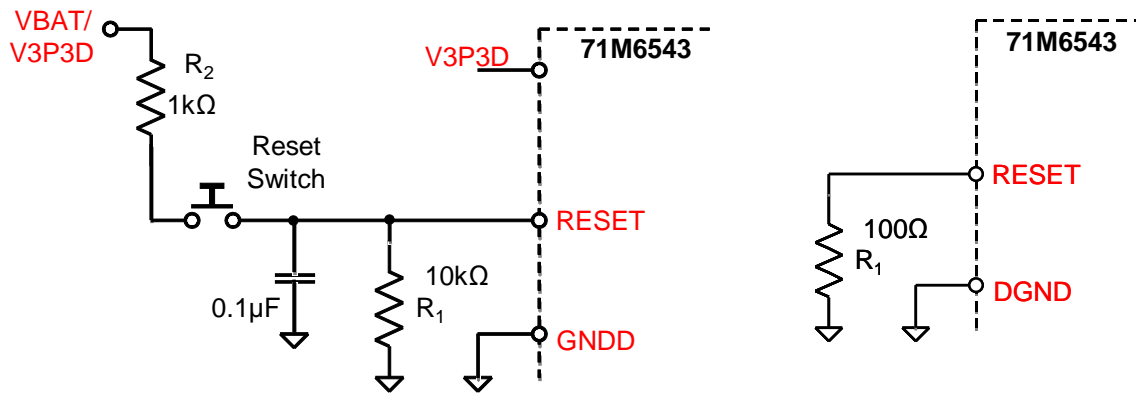 VBAT/
V3P3D
R2
1kΩ
Reset
Switch
0.1µF
10kΩ
R1
V3P3D
71M6543
RESET
GNDD
71M6543
RESET
100Ω
R1
DGND